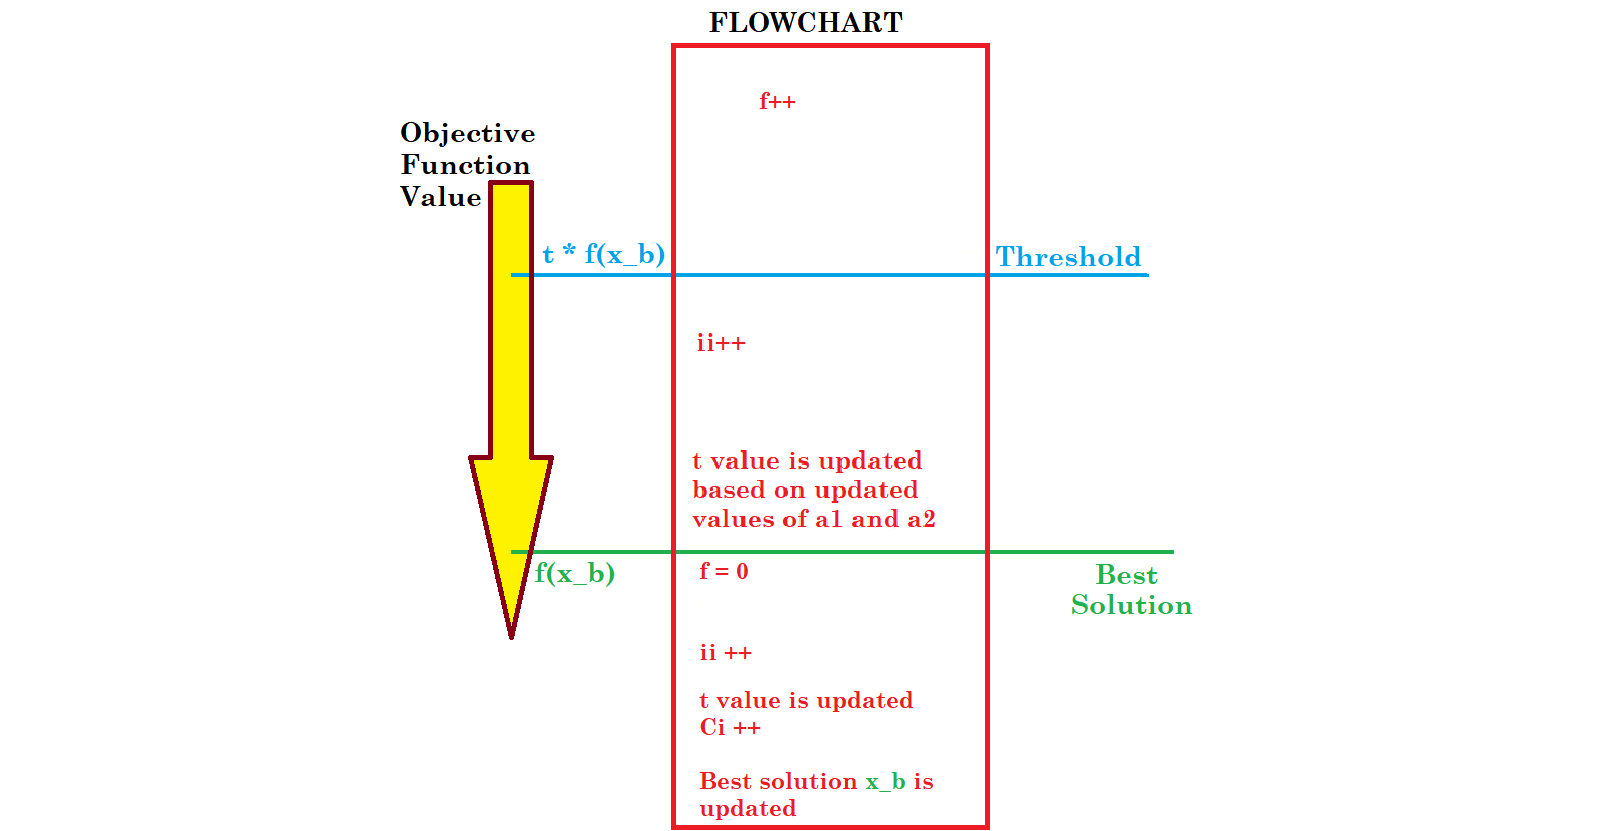 FLOWCHART
f++
Objective
Function
Value
t * f(x_b)
Threshold
ii++
t value is updated
based on updated
values of a1 and a2
f(x_b)
f = 0
Best
Solution
ii ++
t value is updated
Ci ++
Best solution x_b is
updated